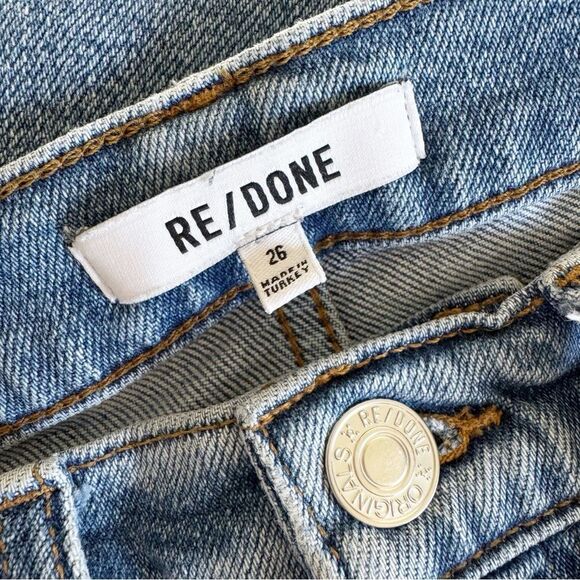 RE/DONE
26
MADE IN
TURKEY
RE/DONE
ORIGINALS